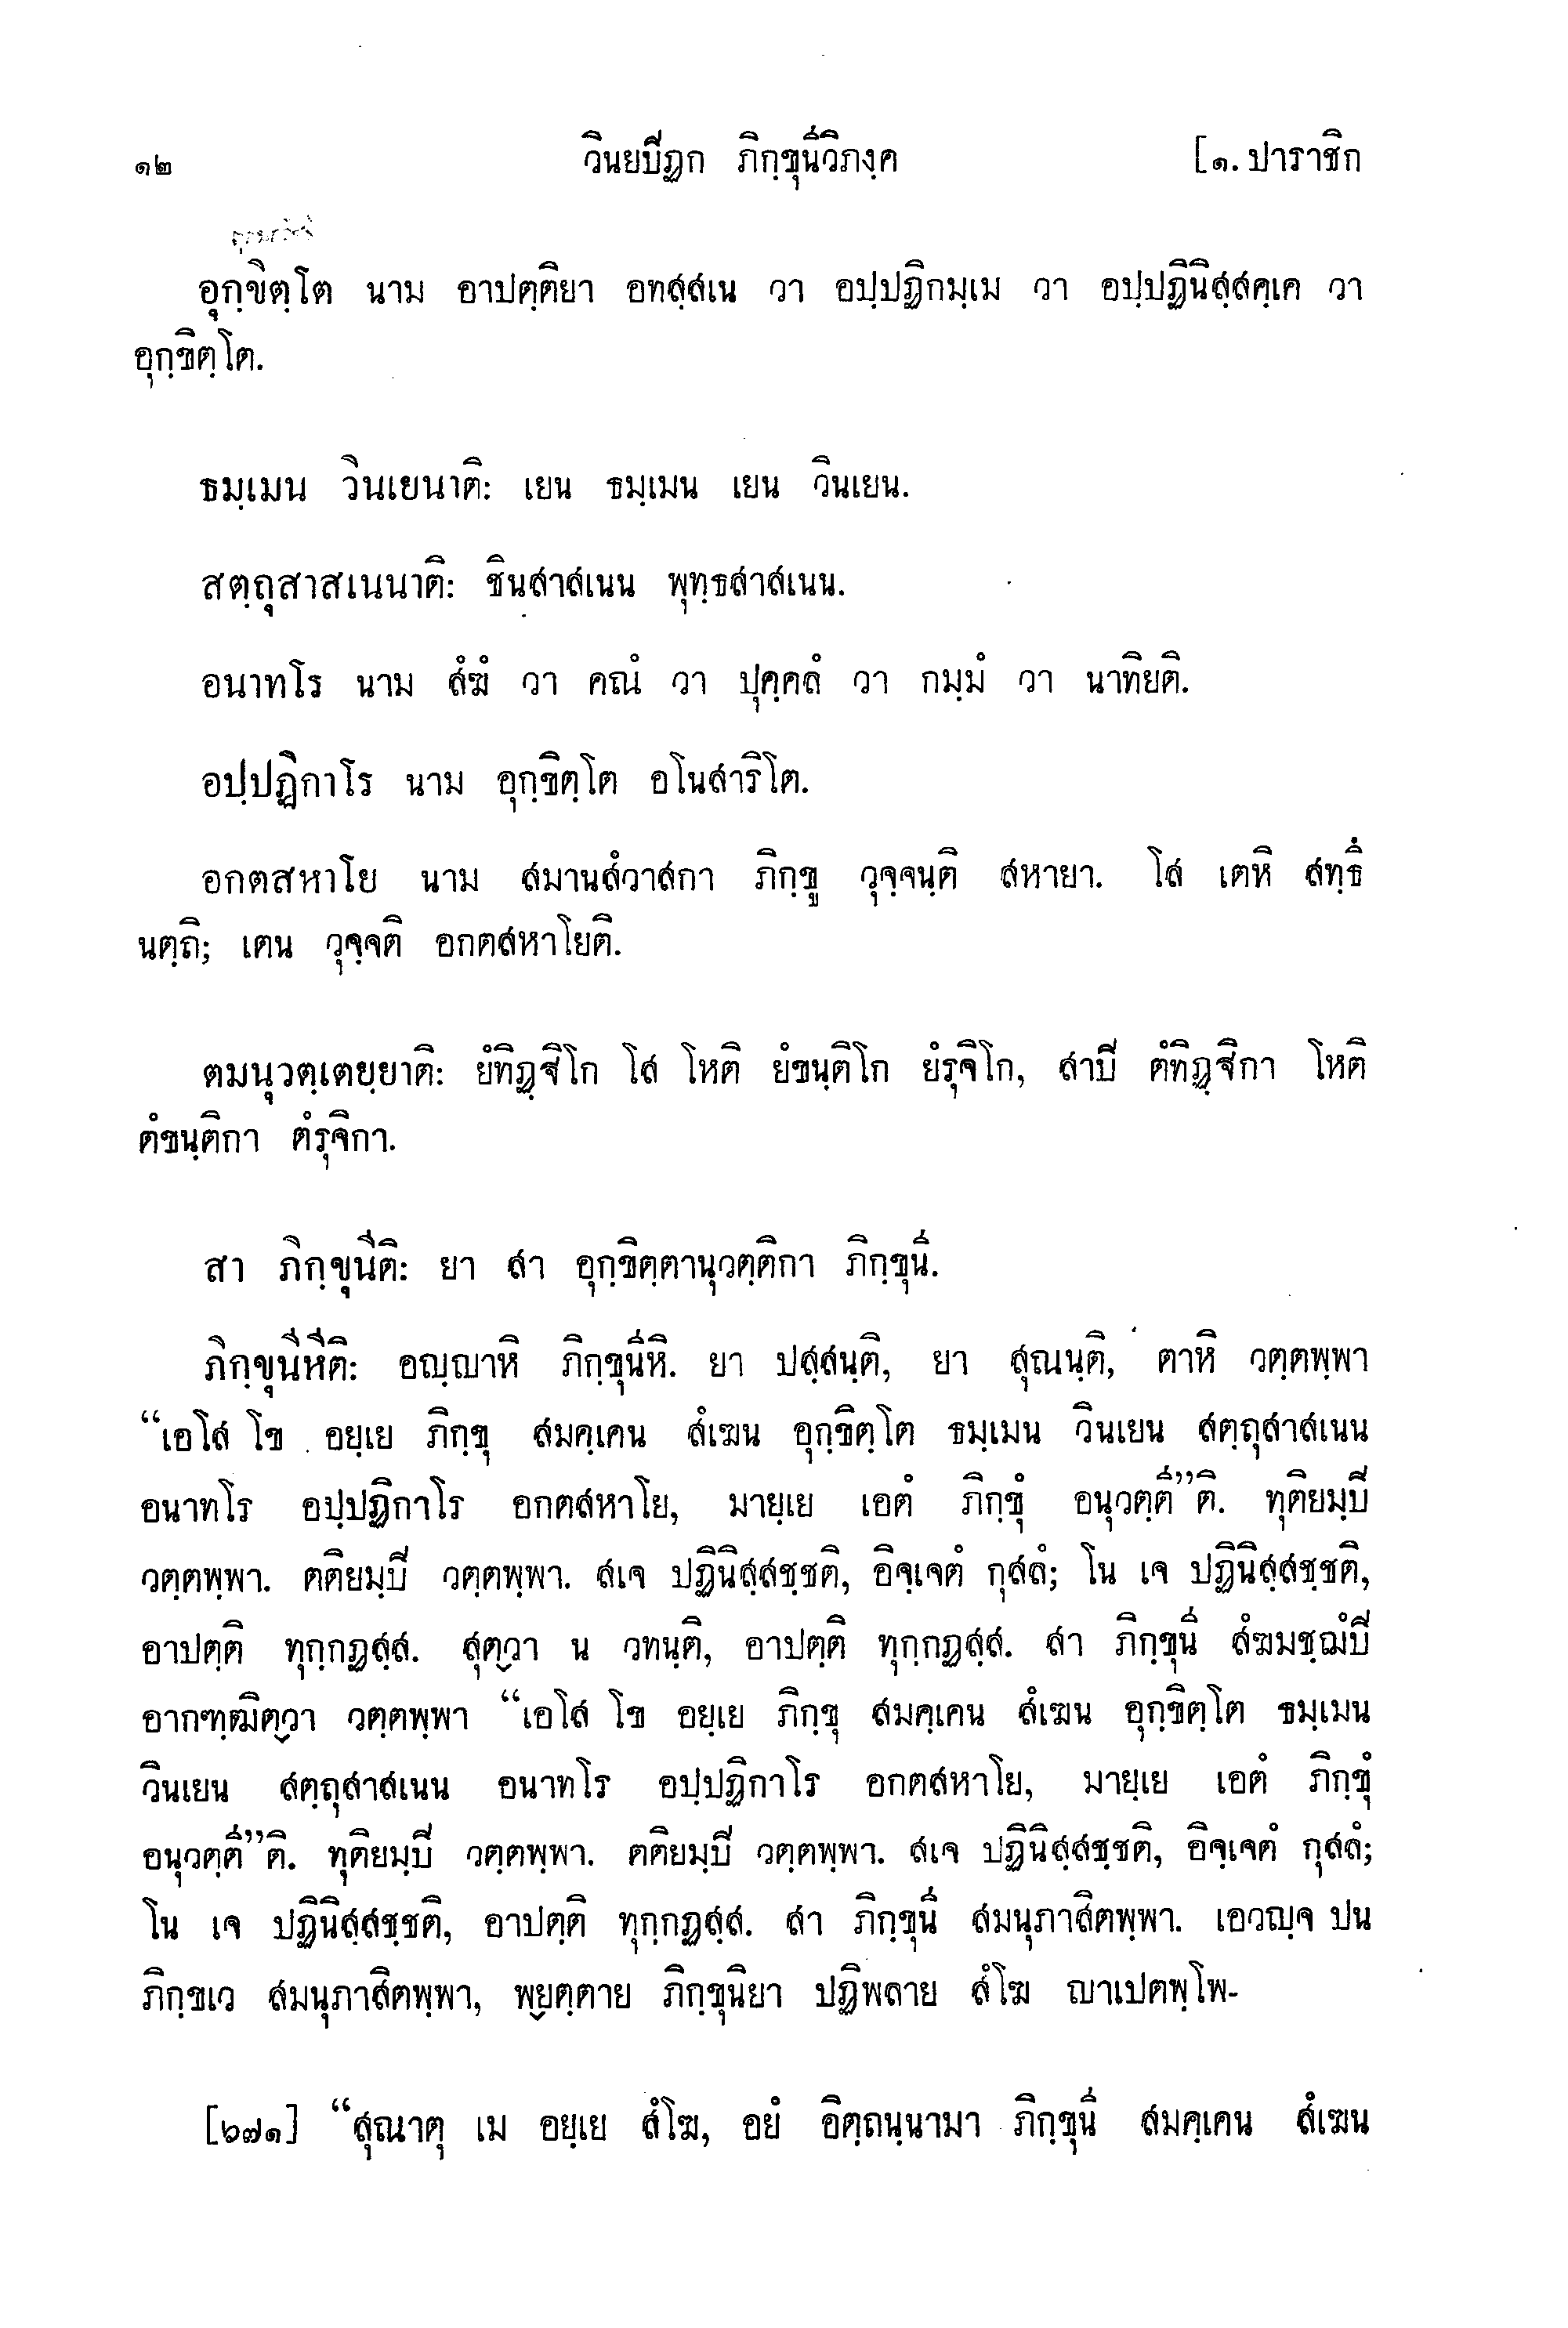 ๑๒ วินยปิฏก ภิกฺขุนีวิภงฺค [๑. ปาราชิก
อุกฺขิตฺโต นาม อาปตฺติยา อทสฺสเน วา อปฺปฏิกมฺเม วา อปฺปฏินิสฺสคฺเค วา
อุกฺขิตฺโต.
ธมฺเมน วินเยนาติ: เยน ธมฺเมน เยน วินเยน.
สตฺถุสาสเนนาติ: ชินสาสเนน พุทฺธสาสเนน.
อนาทโร นาม สํฆํ วา คณํ วา ปุคฺคลํ วา กมฺมํ วา นาทิยติ.
อปฺปฏิกาโร นาม อุกฺขิตฺโต อโนสาริโต.
อกตสหาโย นาม สมานสํวาสกา ภิกฺขู วุจฺจนฺติ สหายา. โส เตหิ สทฺธึ
นตฺถิ; เตน วุจฺจติ อกตสหาโยติ.
ตมนุวตฺเตยฺยาติ: ยํทิฏฺฐิโก โส โหติ ยํขนฺติโก ยํรุจิโก, สาปิ ตํทิฏฺฐิกา โหติ
ตํขนฺติกา ตํรุจิกา.
สา ภิกฺขุนีติ: ยา สา อุกฺขิตฺตานุวตฺติกา ภิกฺขุนี.
ภิกฺขุนีหีติ: อญฺญาหิ ภิกฺขุนีหิ. ยา ปสฺสนฺติ, ยา สุณนฺติ, ตาหิ วตฺตพฺพา
“เอโส โข อยฺเย ภิกฺขุ สมคฺเคน สํเฆน อุกฺขิตฺโต ธมฺเมน วินเยน สตฺถุสาสเนน
อนาทโร อปฺปฏิกาโร อกตสหาโย, มายฺเย เอตํ ภิกฺขุํ อนุวตฺตี”ติ. ทุติยมฺปิ
วตฺตพฺพา. ตติยมฺปิ วตฺตพฺพา. สเจ ปฏินิสฺสชฺชติ, อิจฺเจตํ กุสลํ; โน เจ ปฏินิสฺสชฺชติ,
อาปตฺติ ทุกฺกฏสฺส. สุตฺวา น วทนฺติ, อาปตฺติ ทุกฺกฏสฺส. สา ภิกฺขุนี สํฆมชฺฌํปิ
อากฑฺฒิตฺวา วตฺตพฺพา “เอโส โข อยฺเย ภิกฺขุ สมคฺเคน สํเฆน อุกฺขิตฺโต ธมฺเมน
วินเยน สตฺถุสาสเนน อนาทโร อปฺปฏิกาโร อกตสหาโย, มายฺเย เอตํ ภิกฺขุํ
อนุวตฺตี”ติ. ทุติยมฺปิ วตฺตพฺพา. ตติยมฺปิ วตฺตพฺพา. สเจ ปฏินิสฺสชฺชติ, อิจฺเจตํ กุสลํ;
โน เจ ปฏินิสฺสชฺชติ, อาปตฺติ ทุกฺกฏสฺส. สา ภิกฺขุนี สมนุภาสิตพฺพา. เอวญฺจ ปน
ภิกฺขเว สมนุภาสิตพฺพา, พฺยตฺตาย ภิกฺขุนิยา ปฏิพลาย สํโฆ ญาเปตพฺโพ-
[๖๗๑] “สุณาตุ เม อยฺเย สํโฆ, อยํ อิตฺถนฺนามา ภิกฺขุนี สมคฺเคน สํเฆน